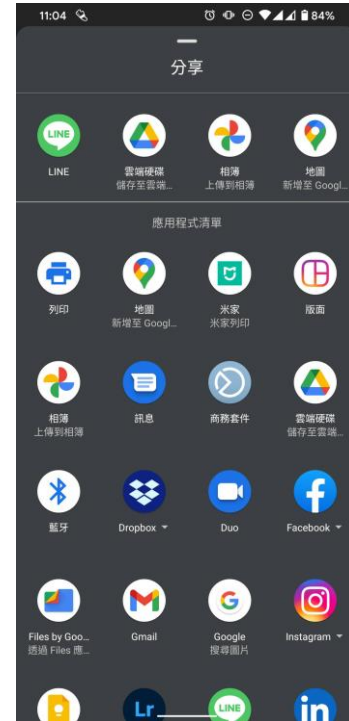 11:04
84%
分享
LINE
LINE
雲端硬碟
儲存至雲端...
相簿
上傳到相簿
地圖
新增至 Googl...
應用程式清單
列印
地圖
新增至 Googl...
米家
米家列印
版面
相簿
上傳到相簿
訊息
商務套件
雲端硬碟
儲存至雲端...
藍牙
Dropbox
Duo
Facebook
Files by Goo...
透過 Files 應...
Gmail
Google
搜尋圖片
Instagram
Lr
LINE
in